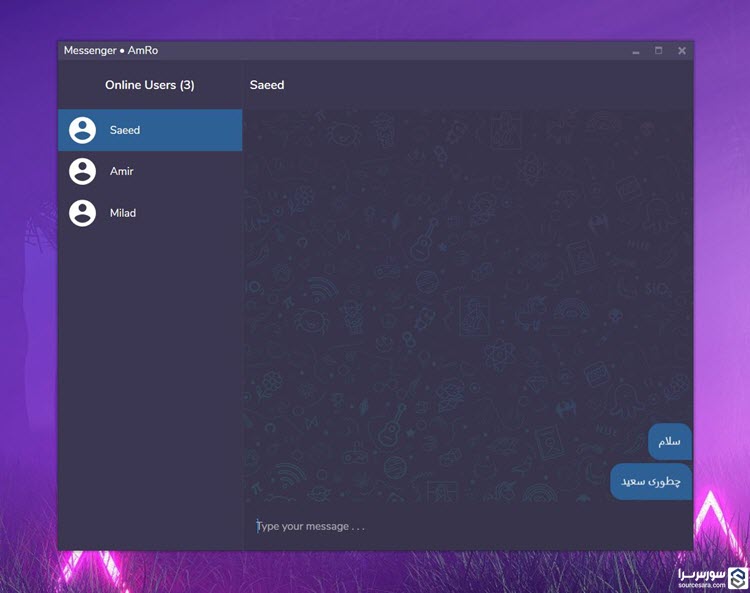 Messenger • AmRo
Online Users (3)
Saeed
Saeed
Amir
Milad
سلام
چطوری سعید
Type your message . . .
سورس‌سرا
sourcesara.com